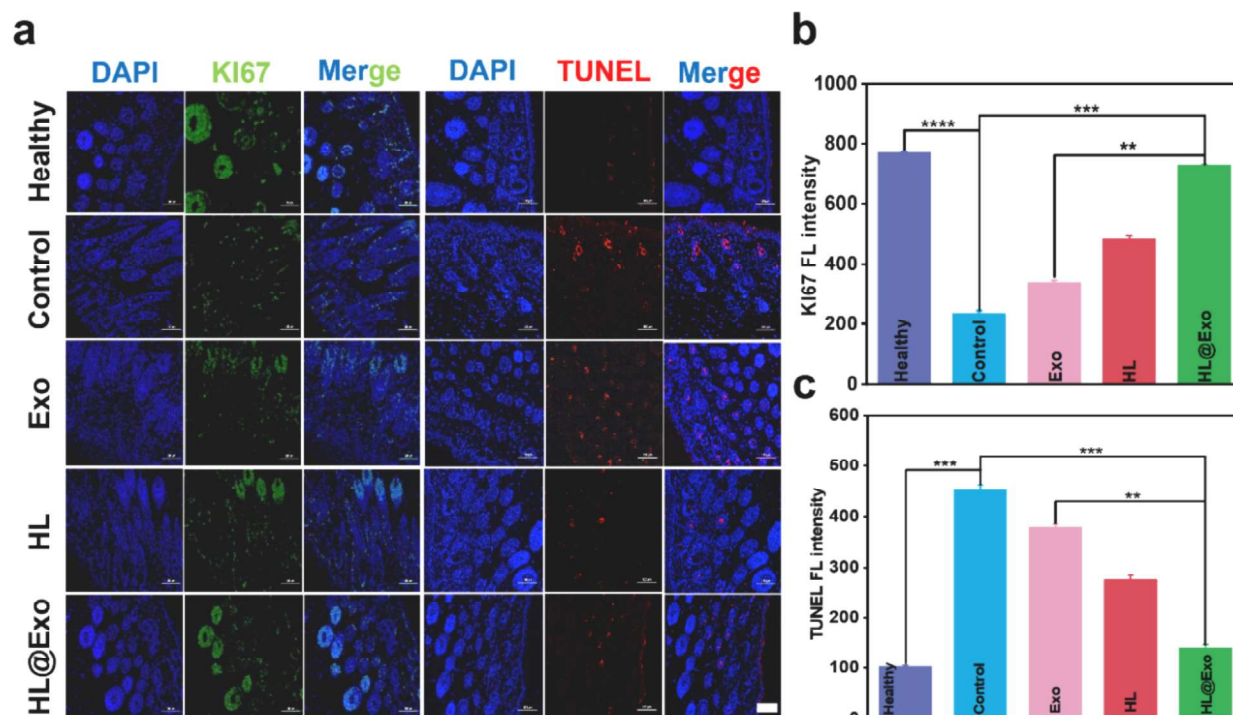 a
DAPI KI67 Merge DAPI TUNEL Merge
Healthy
Control
Exo
HL
HL@Exo
b
KI67 FL intensity
1000
800
600
400
200
0
****
***
**
Healthy
Control
Exo
HL
HL@Exo
c
TUNEL FL intensity
600
500
400
300
200
100
***
***
**
Healthy
Control
Exo
HL
HL@Exo